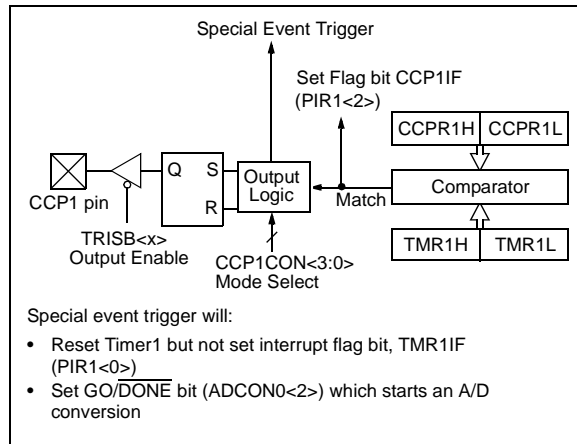 Special Event Trigger
Set Flag bit CCP1IF
(PIR1<2>)
CCPR1H CCPR1L
Q S Output
Logic
R
Comparator
Match
CCP1 pin
TRISB<x>
Output Enable
CCP1CON<3:0>
Mode Select
TMR1H TMR1L
Special event trigger will:
• Reset Timer1 but not set interrupt flag bit, TMR1IF
(PIR1<0>)
• Set GO/DONE bit (ADCON0<2>) which starts an A/D
conversion